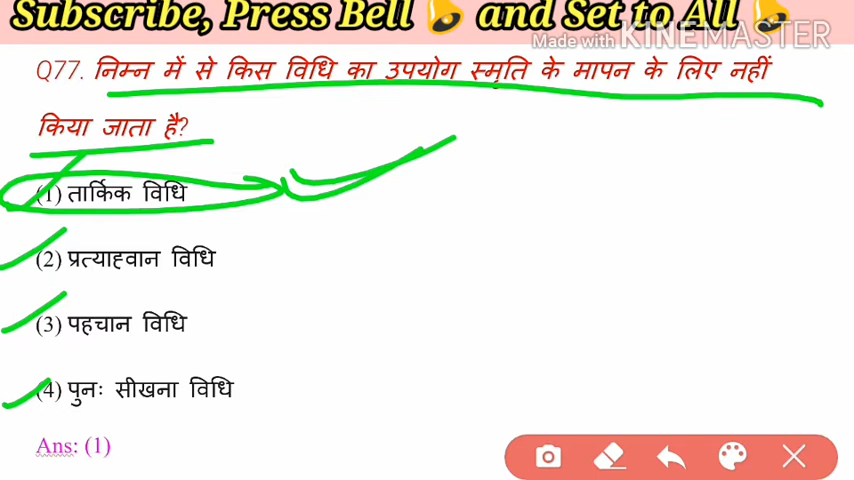 Subscribe, Press Bell 🔔 and Set to All 🔔
Made with KINEMASTER
Q77. निम्न में से किस विधि का उपयोग स्मृति के मापन के लिए नहीं
किया जाता है?
(1) तार्किक विधि
(2) प्रत्याह्वान विधि
(3) पहचान विधि
(4) पुनः सीखना विधि
Ans: (1)